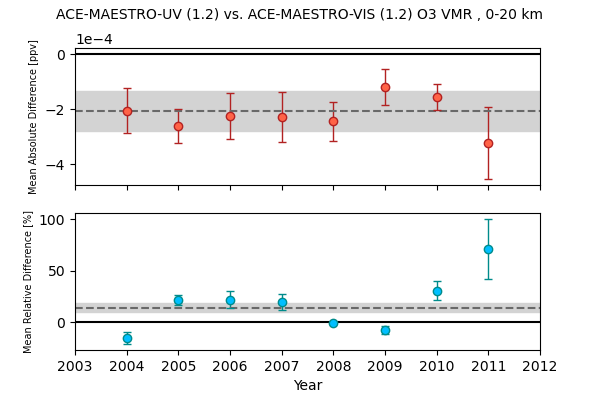 ACE-MAESTRO-UV (1.2) vs. ACE-MAESTRO-VIS (1.2) O3 VMR , 0-20 km
1e−4
Mean Absolute Difference [ppv]
0
−2
−4
Mean Relative Difference [%]
100
50
0
2003 2004 2005 2006 2007 2008 2009 2010 2011 2012
Year